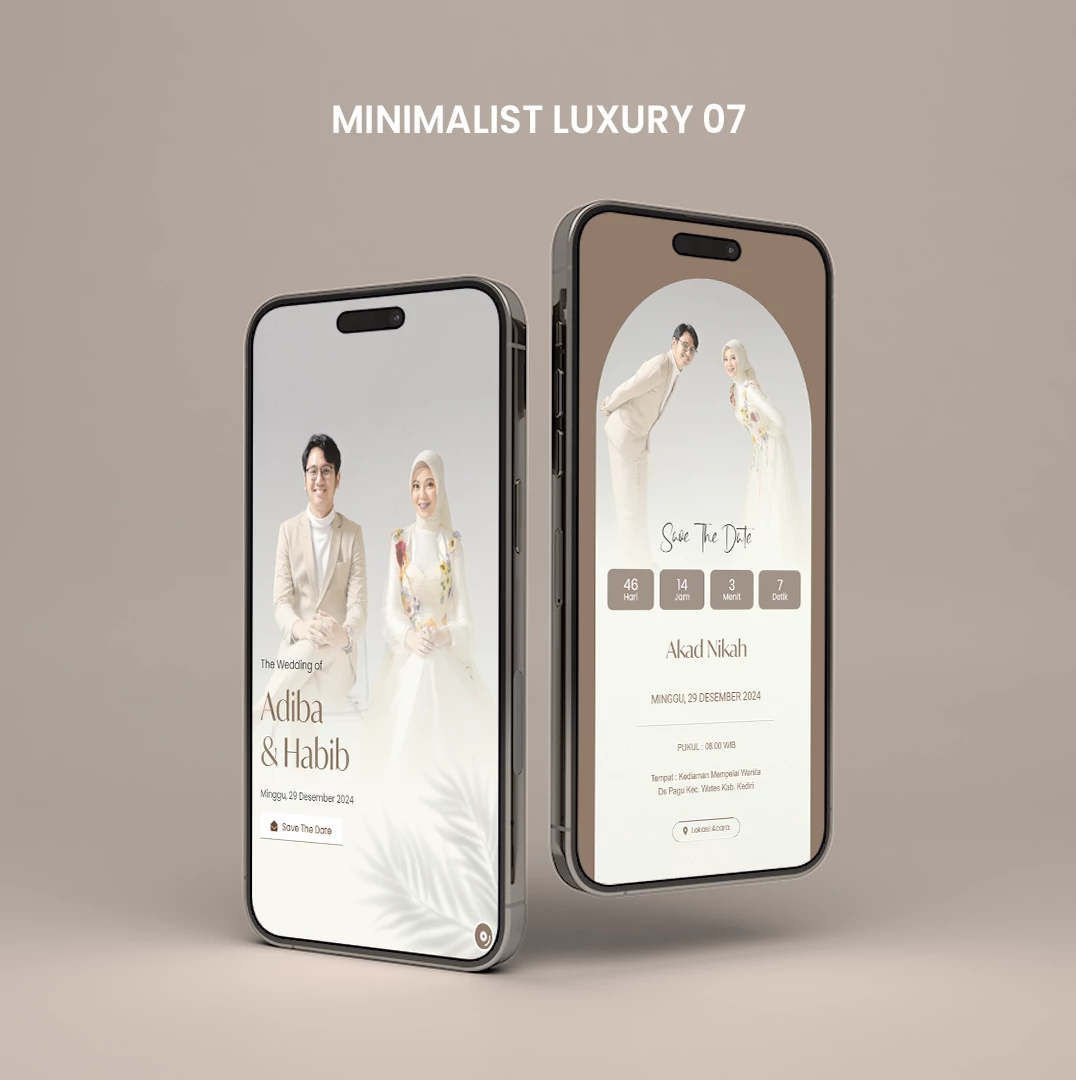 MINIMALIST LUXURY 07
The Wedding of
Adiba
& Habib
Minggu, 29 Desember 2024
Save The Date
Save The Date
46 14 3 7
Hari Jam Menit Detik
Akad Nikah
MINGGU, 29 DESEMBER 2024
PUKUL : 08.00 WIB
Tempat : Kediaman Mempelai Wanita
Ds Pagu Kec. Wates Kab. Kediri
Lokasi Acara